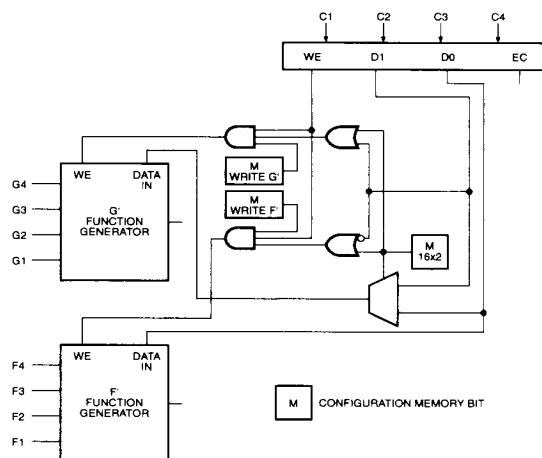 C1 C2 C3 C4
WE D1 D0 EC
WE DATA IN
M WRITE G'
M WRITE F'
G4
G3
G2
G1
G' FUNCTION GENERATOR
M 16x2
WE DATA IN
F4
F3
F2
F1
F' FUNCTION GENERATOR
M CONFIGURATION MEMORY BIT